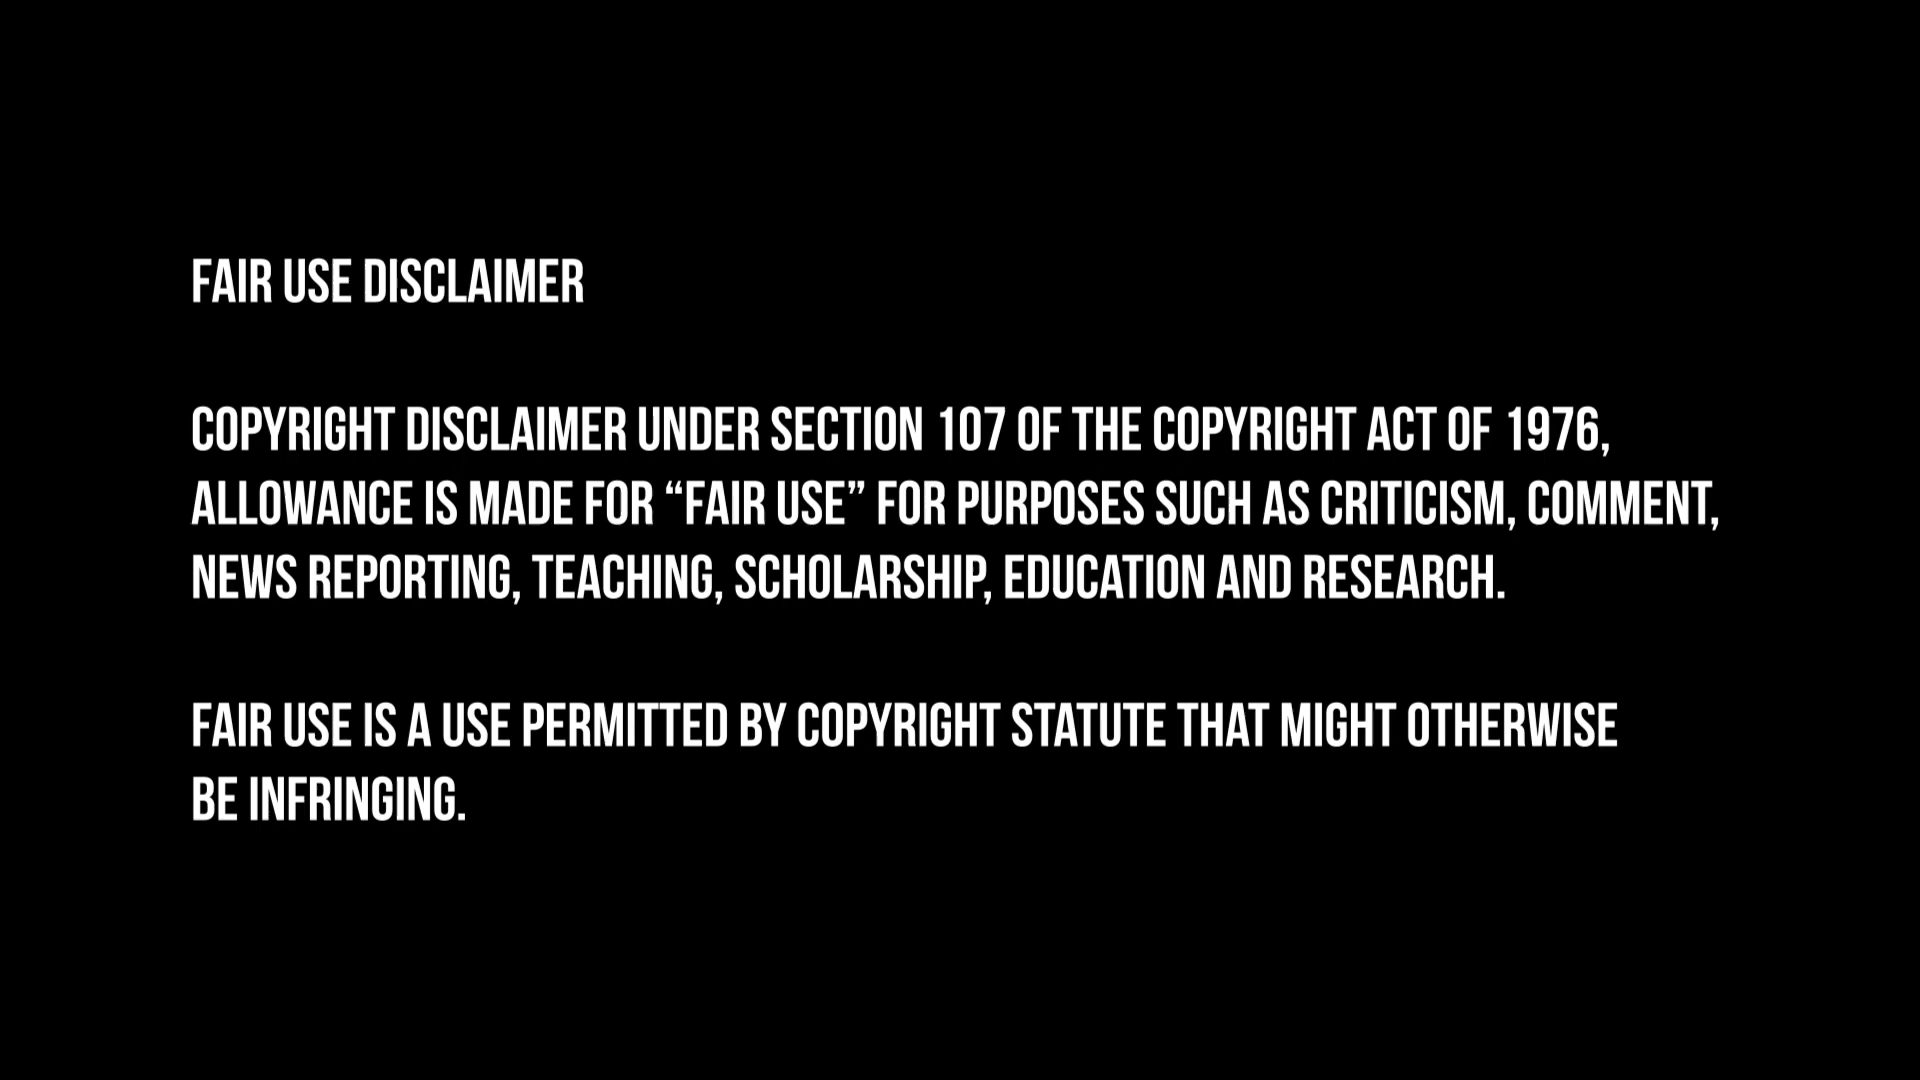 FAIR USE DISCLAIMER
COPYRIGHT DISCLAIMER UNDER SECTION 107 OF THE COPYRIGHT ACT OF 1976,
ALLOWANCE IS MADE FOR “FAIR USE” FOR PURPOSES SUCH AS CRITICISM, COMMENT,
NEWS REPORTING, TEACHING, SCHOLARSHIP, EDUCATION AND RESEARCH.
FAIR USE IS A USE PERMITTED BY COPYRIGHT STATUTE THAT MIGHT OTHERWISE
BE INFRINGING.